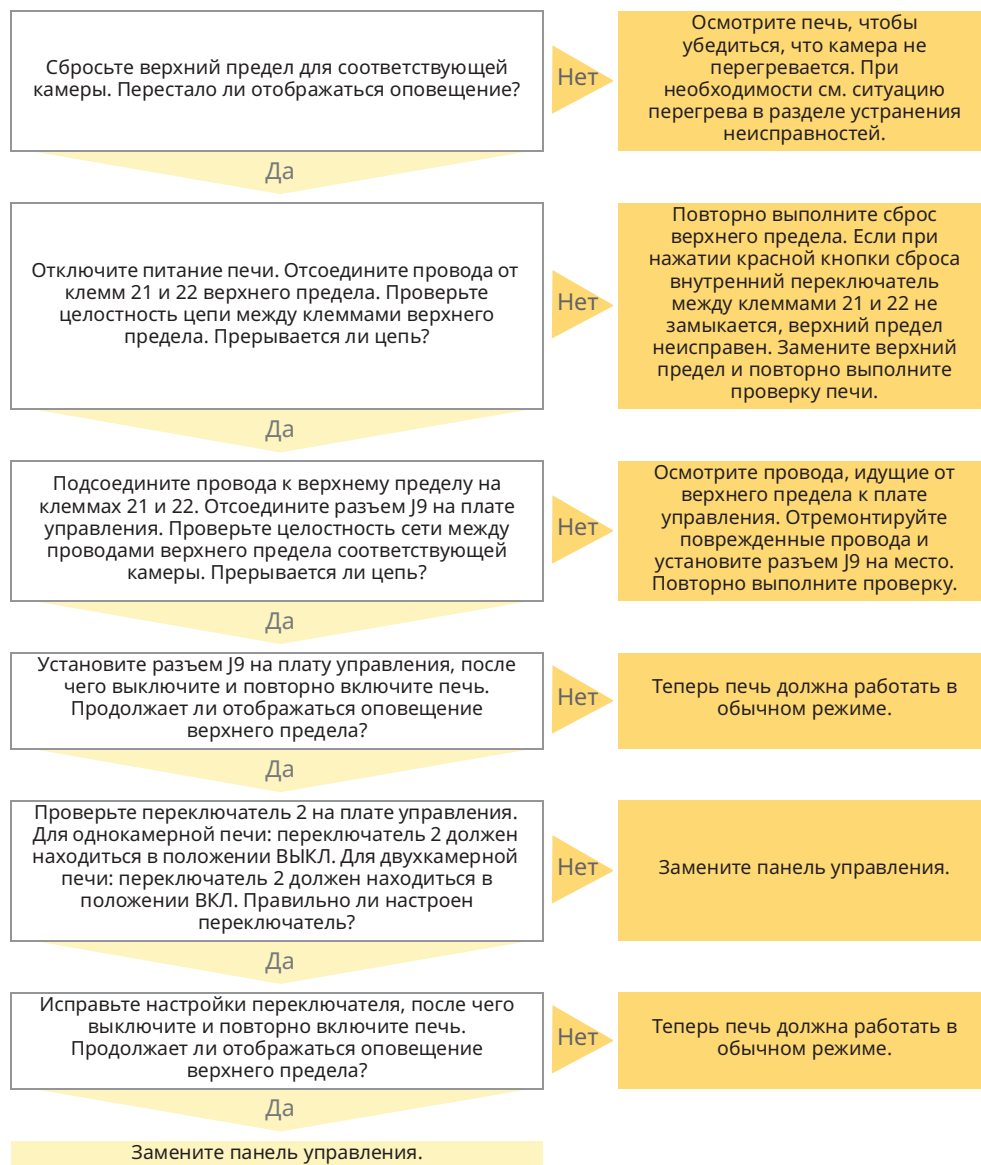 Сбросьте верхний предел для соответствующей
камеры. Перестало ли отображаться оповещение?
Нет
Осмотрите печь, чтобы
убедиться, что камера не
перегревается. При
необходимости см. ситуацию
перегрева в разделе устранения
неисправностей.
Да
Отключите питание печи. Отсоедините провода от
клемм 21 и 22 верхнего предела. Проверьте
целостность цепи между клеммами верхнего
предела. Прерывается ли цепь?
Нет
Повторно выполните сброс
верхнего предела. Если при
нажатии красной кнопки сброса
внутренний переключатель
между клеммами 21 и 22 не
замыкается, верхний предел
неисправен. Замените верхний
предел и повторно выполните
проверку печи.
Да
Подсоедините провода к верхнему пределу на
клеммах 21 и 22. Отсоедините разъем J9 на плате
управления. Проверьте целостность сети между
проводами верхнего предела соответствующей
камеры. Прерывается ли цепь?
Нет
Осмотрите провода, идущие от
верхнего предела к плате
управления. Отремонтируйте
поврежденные провода и
установите разъем J9 на место.
Повторно выполните проверку.
Да
Установите разъем J9 на плату управления, после
чего выключите и повторно включите печь.
Продолжает ли отображаться оповещение
верхнего предела?
Нет
Теперь печь должна работать в
обычном режиме.
Да
Проверьте переключатель 2 на плате управления.
Для однокамерной печи: переключатель 2 должен
находиться в положении ВЫКЛ. Для двухкамерной
печи: переключатель 2 должен находиться в
положении ВКЛ. Правильно ли настроен
переключатель?
Нет
Замените панель управления.
Да
Исправьте настройки переключателя, после чего
выключите и повторно включите печь.
Продолжает ли отображаться оповещение
верхнего предела?
Нет
Теперь печь должна работать в
обычном режиме.
Да
Замените панель управления.